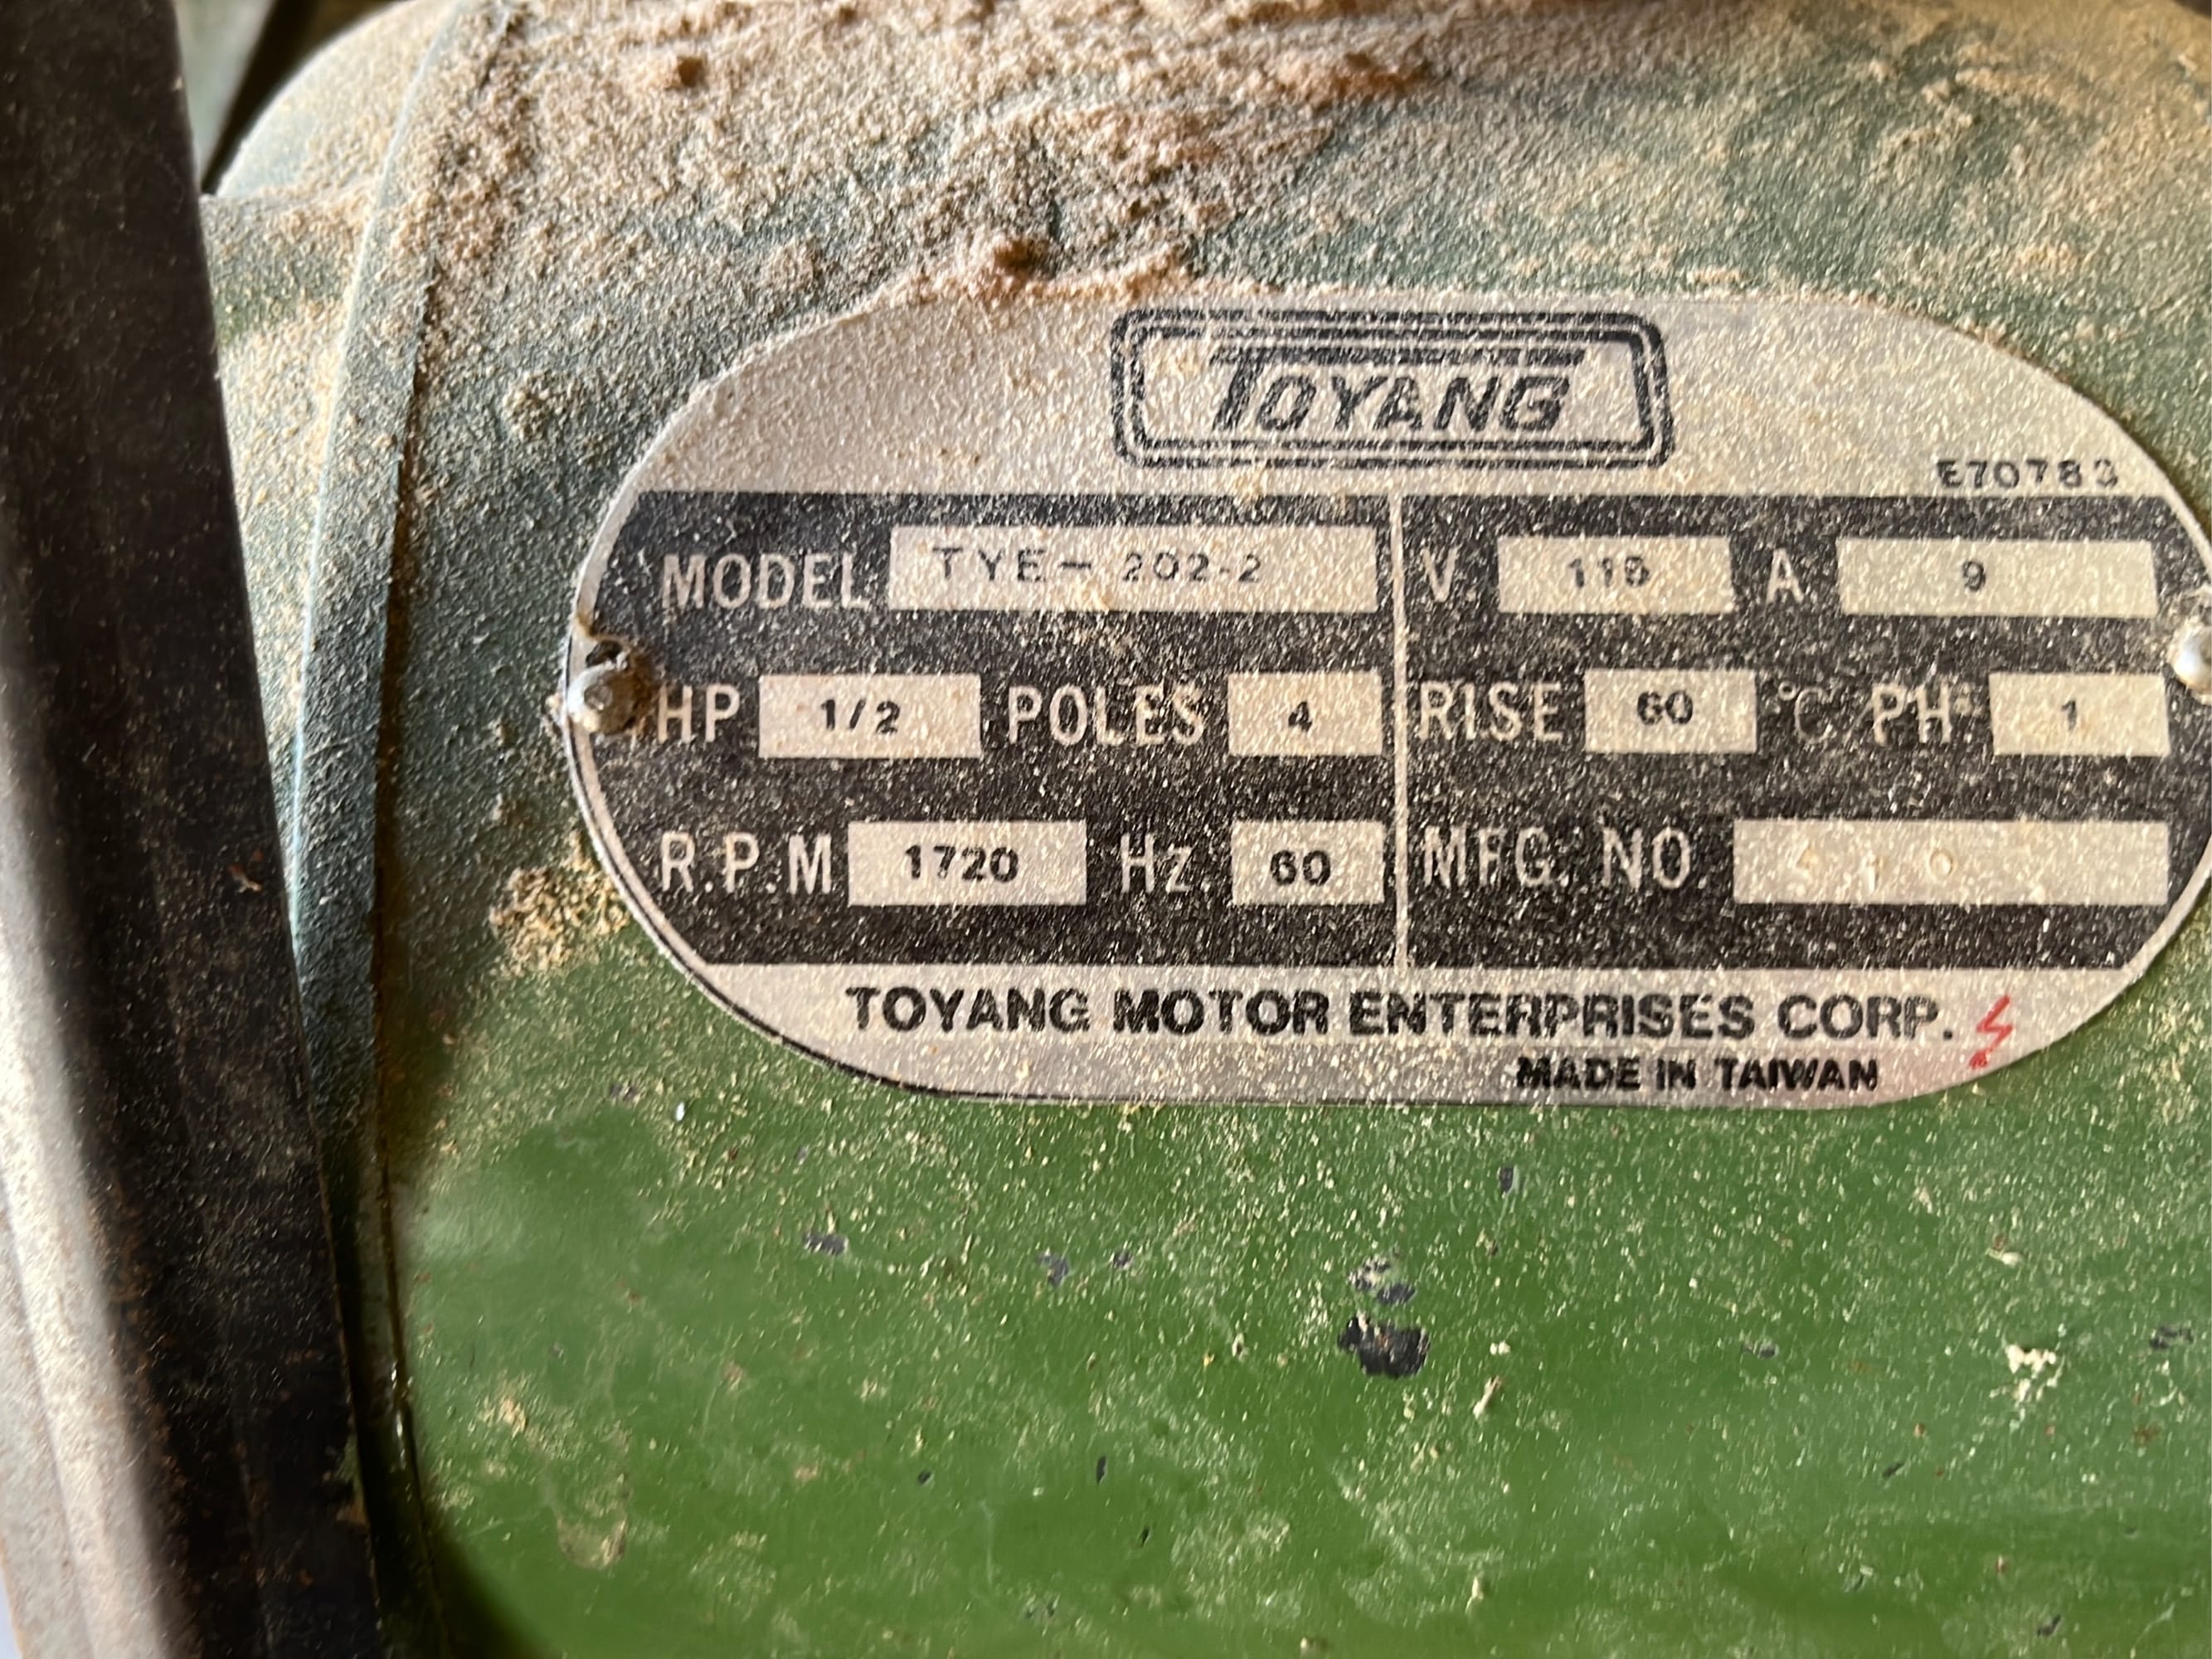 TOYANG
E70783
MODEL TYE-202-2 V. A. 9
HP 1/2 POLES 4 RISE 60 °C PH. 1
R.P.M 1720 Hz. 60 MFG. NO.
TOYANG MOTOR ENTERPRISES CORP.
MADE IN TAIWAN